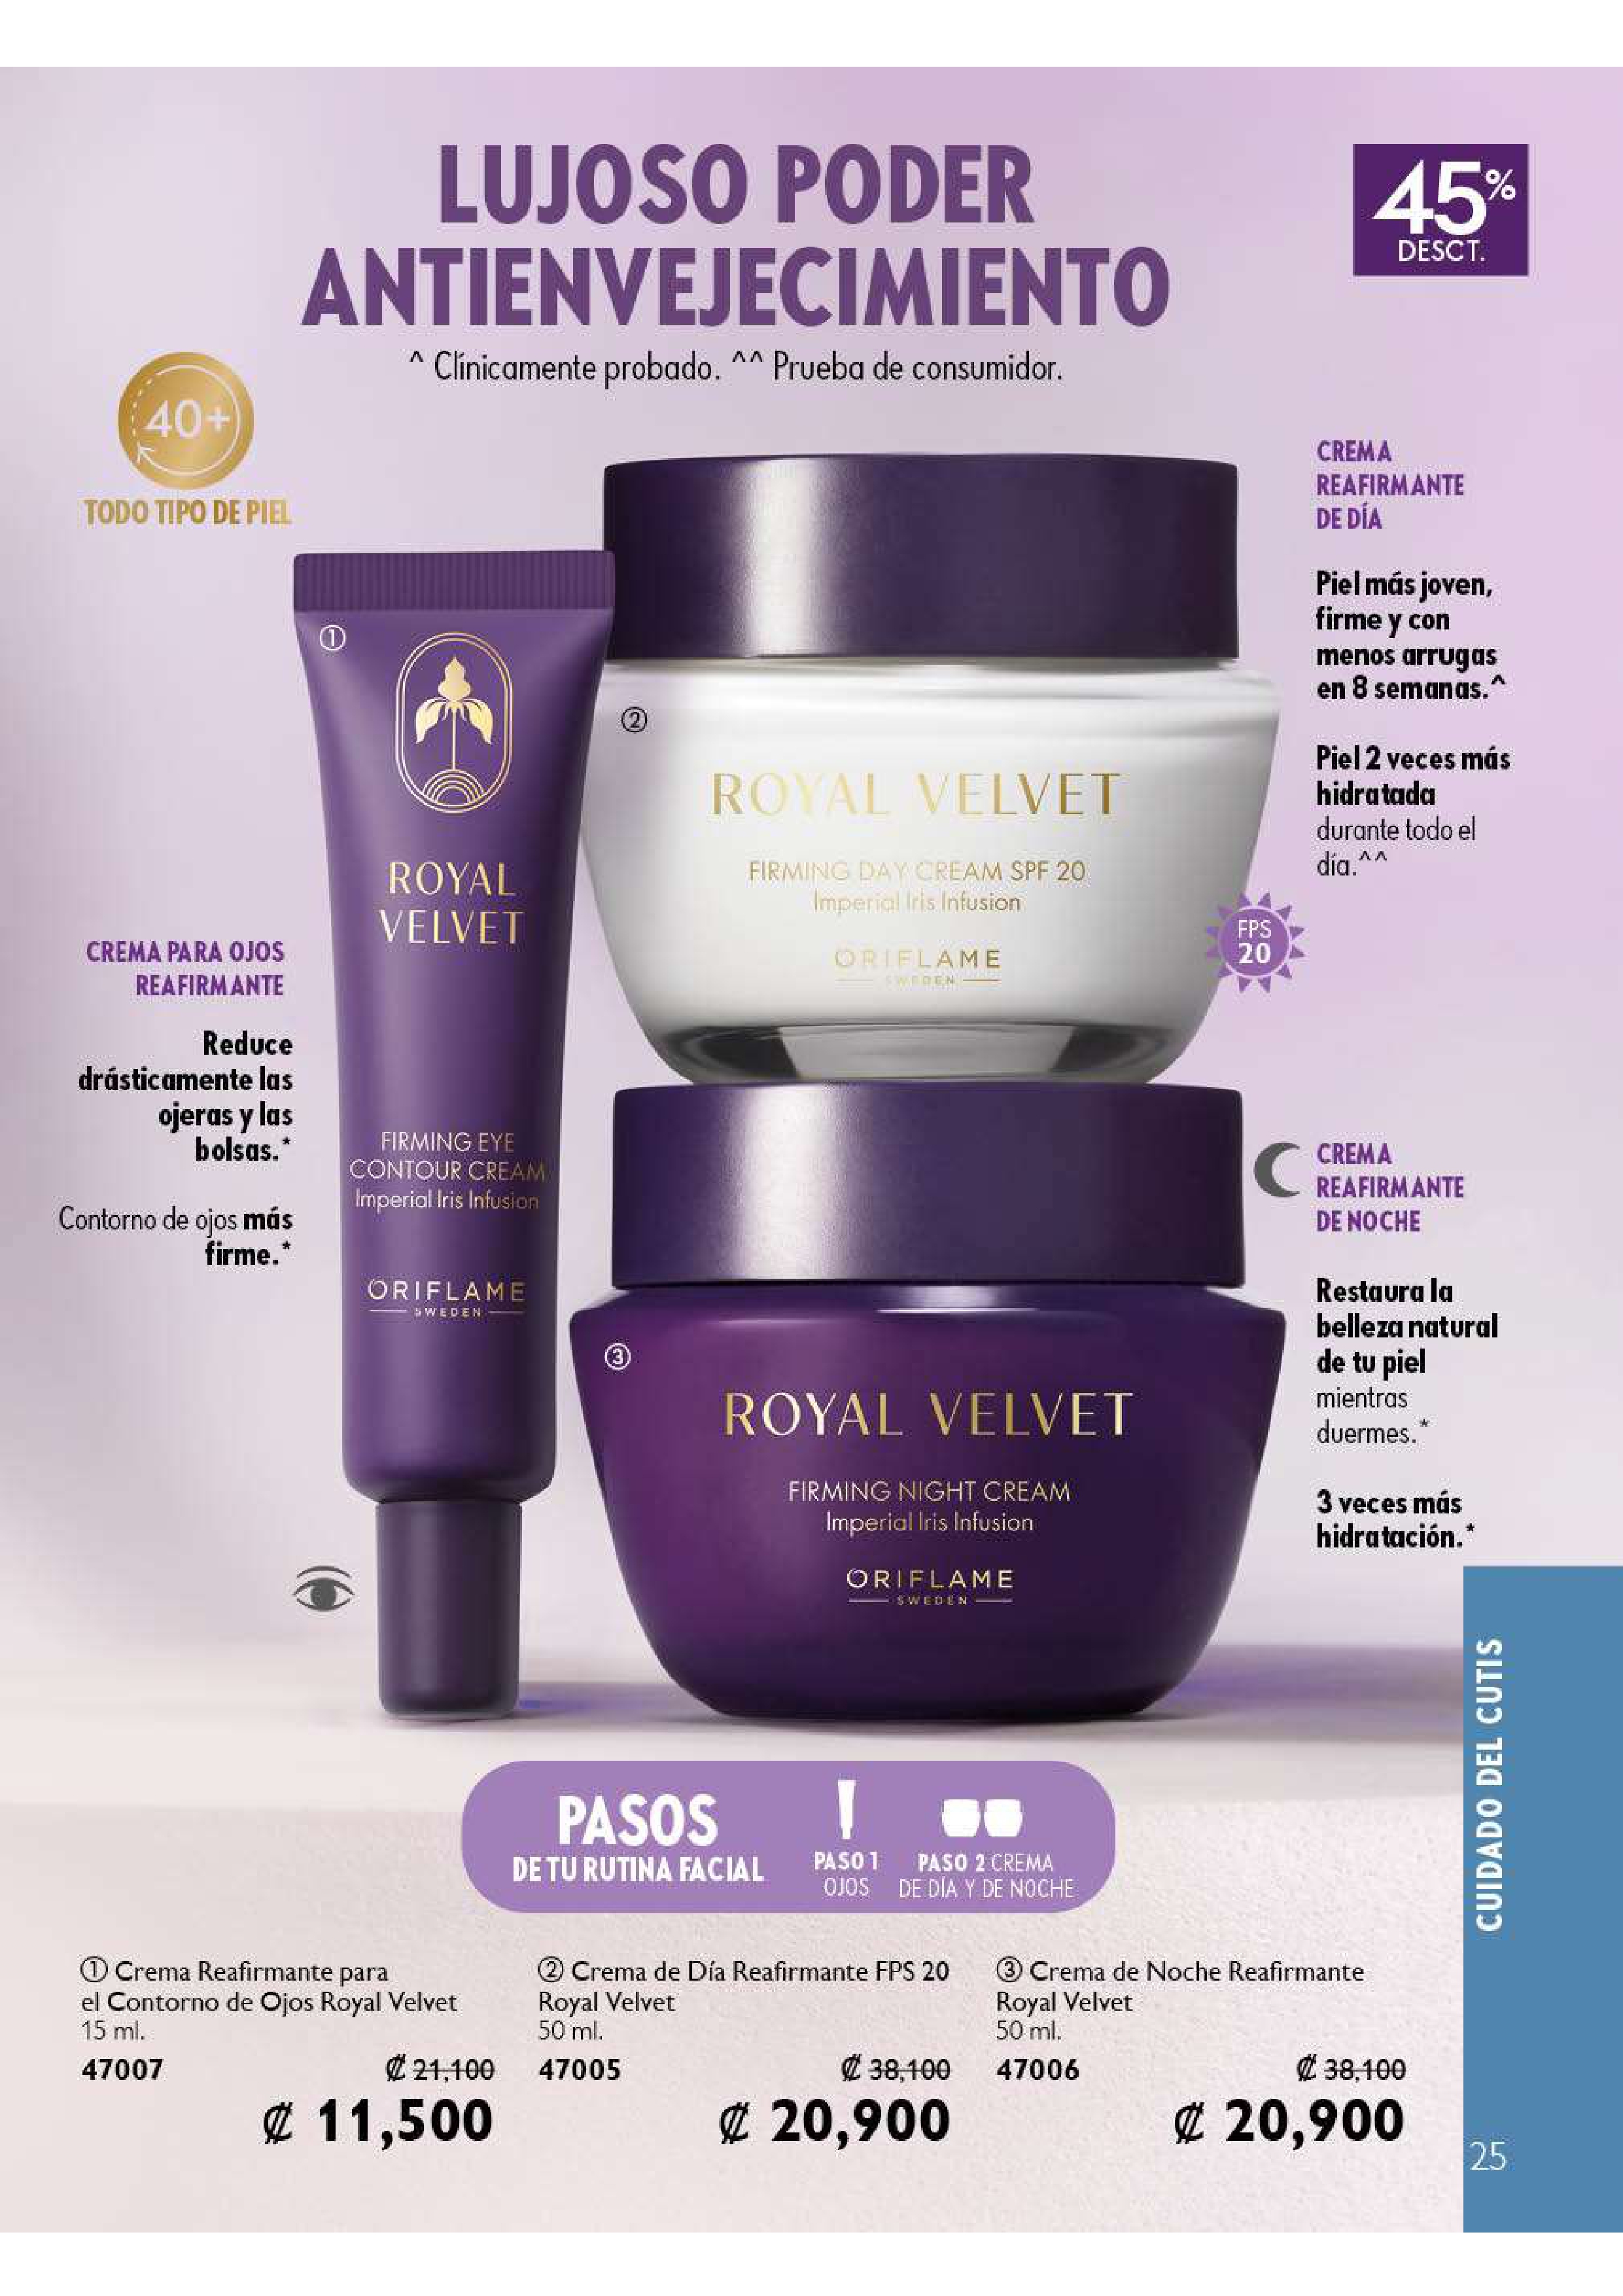 LUJOSO PODER
ANTIENVEJECIMIENTO
^ Clínicamente probado. ^^ Prueba de consumidor.
45%
DESCT.
40+
TODO TIPO DE PIEL
CREMA
REAFIRMANTE
DE DÍA
Piel más joven,
firme y con
menos arrugas
en 8 semanas.^
Piel 2 veces más
hidratada
durante todo el
día.^^
FPS
20
①
ROYAL
VELVET
FIRMING EYE
CONTOUR CREAM
Imperial Iris Infusion
ORIFLAME
SWEDEN
②
ROYAL VELVET
FIRMING DAY CREAM SPF 20
Imperial Iris Infusion
ORIFLAME
SWEDEN
CREMA PARA OJOS
REAFIRMANTE
Reduce
drásticamente las
ojeras y las
bolsas.*
Contorno de ojos más
firme.*
③
ROYAL VELVET
FIRMING NIGHT CREAM
Imperial Iris Infusion
ORIFLAME
SWEDEN
CREMA
REAFIRMANTE
DE NOCHE
Restaura la
belleza natural
de tu piel
mientras
duermes.*
3 veces más
hidratación.*
CUIDADO DEL CUTIS
PASOS
DE TU RUTINA FACIAL
PASO 1
OJOS
PASO 2 CREMA
DE DÍA Y DE NOCHE
① Crema Reafirmante para
el Contorno de Ojos Royal Velvet
15 ml.
47007 ₡ 21,100
₡ 11,500
② Crema de Día Reafirmante FPS 20
Royal Velvet
50 ml.
47005 ₡ 38,100
₡ 20,900
③ Crema de Noche Reafirmante
Royal Velvet
50 ml.
47006 ₡ 38,100
₡ 20,900
25